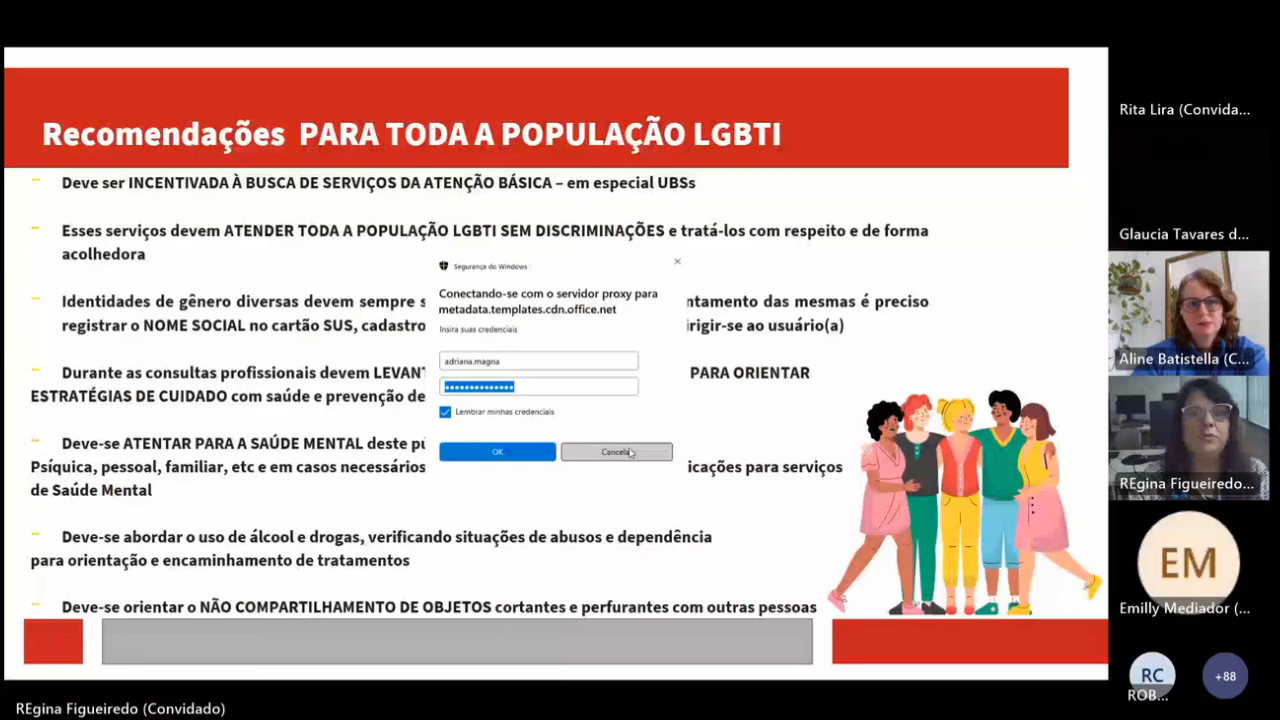 Recomendações PARA TODA A POPULAÇÃO LGBTI
Deve ser INCENTIVADA À BUSCA DE SERVIÇOS DA ATENÇÃO BÁSICA – em especial UBSs
Esses serviços devem ATENDER TODA A POPULAÇÃO LGBTI SEM DISCRIMINAÇÕES e tratá-los com respeito e de forma
acolhedora
Identidades de gênero diversas devem sempre s
ntamento das mesmas é preciso
registrar o NOME SOCIAL no cartão SUS, cadastro
irigir-se ao usuário(a)
Durante as consultas profissionais devem LEVANT
PARA ORIENTAR
ESTRATÉGIAS DE CUIDADO com saúde e prevenção de
Deve-se ATENTAR PARA A SAÚDE MENTAL deste
Psíquica, pessoal, familiar, etc e em casos necessários
icações para serviços
de Saúde Mental
Deve-se abordar o uso de álcool e drogas, verificando situações de abusos e dependência
para orientação e encaminhamento de tratamentos
Deve-se orientar o NÃO COMPARTILHAMENTO DE OBJETOS cortantes e perfurantes com outras pessoas
Segurança do Windows
Conectando-se com o servidor proxy para
metadata.templates.cdn.office.net
Insira suas credenciais
adriana.magna
Lembrar minhas credenciais
OK
Cancela
Rita Lira (Convida...
Glaucia Tavares d...
Aline Batistella (C...
REgina Figueiredo...
EM
Emilly Mediador (...
RC
ROB...
+88
REgina Figueiredo (Convidado)